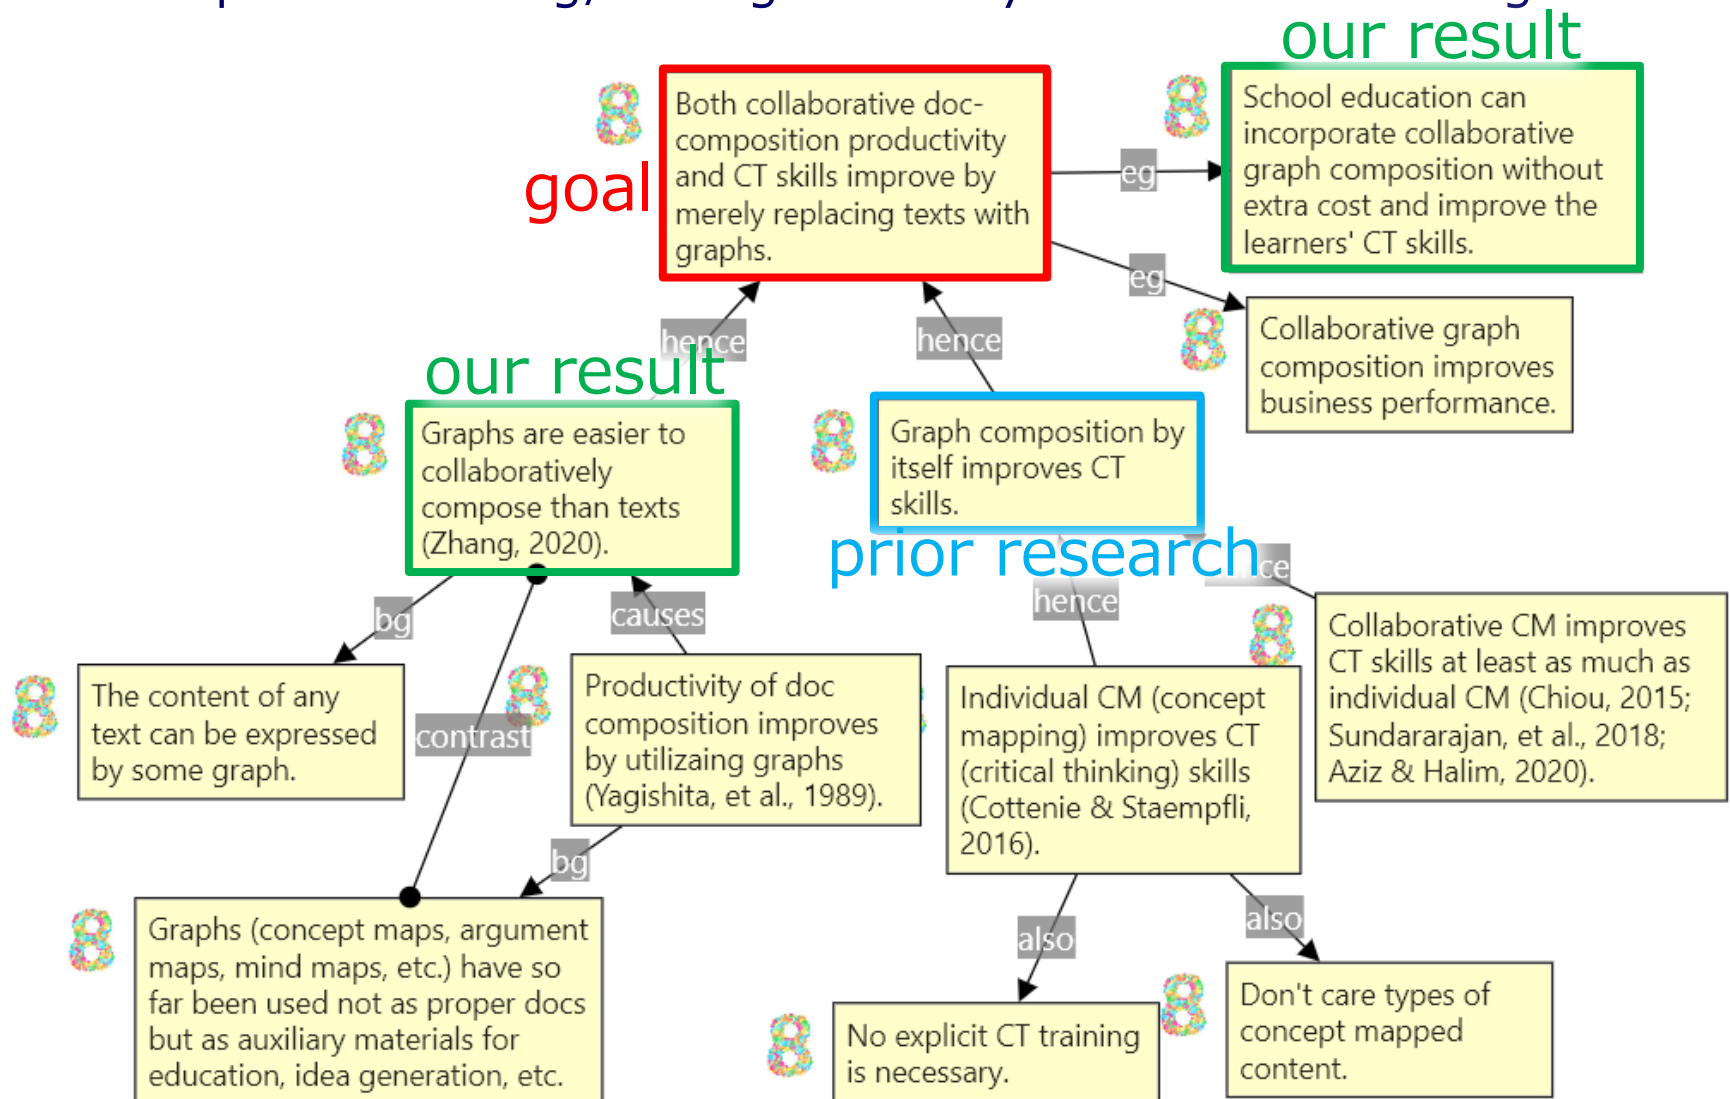 our result
Both collaborative doc-
composition productivity
and CT skills improve by
merely replacing texts with
graphs.
goal
School education can
incorporate collaborative
graph composition without
extra cost and improve the
learners' CT skills.
eg
eg
hence
hence
Collaborative graph
composition improves
business performance.
our result
Graphs are easier to
collaboratively
compose than texts
(Zhang, 2020).
Graph composition by
itself improves CT
skills.
prior research
bg
causes
hence
The content of any
text can be expressed
by some graph.
contrast
Productivity of doc
composition improves
by utilizaing graphs
(Yagishita, et al., 1989).
Individual CM (concept
mapping) improves CT
(critical thinking) skills
(Cottenie & Staempfli,
2016).
Collaborative CM improves
CT skills at least as much as
individual CM (Chiou, 2015;
Sundararajan, et al., 2018;
Aziz & Halim, 2020).
bg
also
also
Graphs (concept maps, argument
maps, mind maps, etc.) have so
far been used not as proper docs
but as auxiliary materials for
education, idea generation, etc.
No explicit CT training
is necessary.
Don't care types of
concept mapped
content.